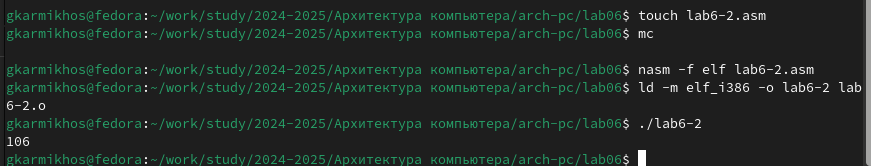 gkarmikhos@fedora:~/work/study/2024-2025/Архитектура компьютера/arch-pc/lab06$ touch lab6-2.asm
gkarmikhos@fedora:~/work/study/2024-2025/Архитектура компьютера/arch-pc/lab06$ mc
gkarmikhos@fedora:~/work/study/2024-2025/Архитектура компьютера/arch-pc/lab06$ nasm -f elf lab6-2.asm
gkarmikhos@fedora:~/work/study/2024-2025/Архитектура компьютера/arch-pc/lab06$ ld -m elf_i386 -o lab6-2 lab
6-2.o
gkarmikhos@fedora:~/work/study/2024-2025/Архитектура компьютера/arch-pc/lab06$ ./lab6-2
106
gkarmikhos@fedora:~/work/study/2024-2025/Архитектура компьютера/arch-pc/lab06$